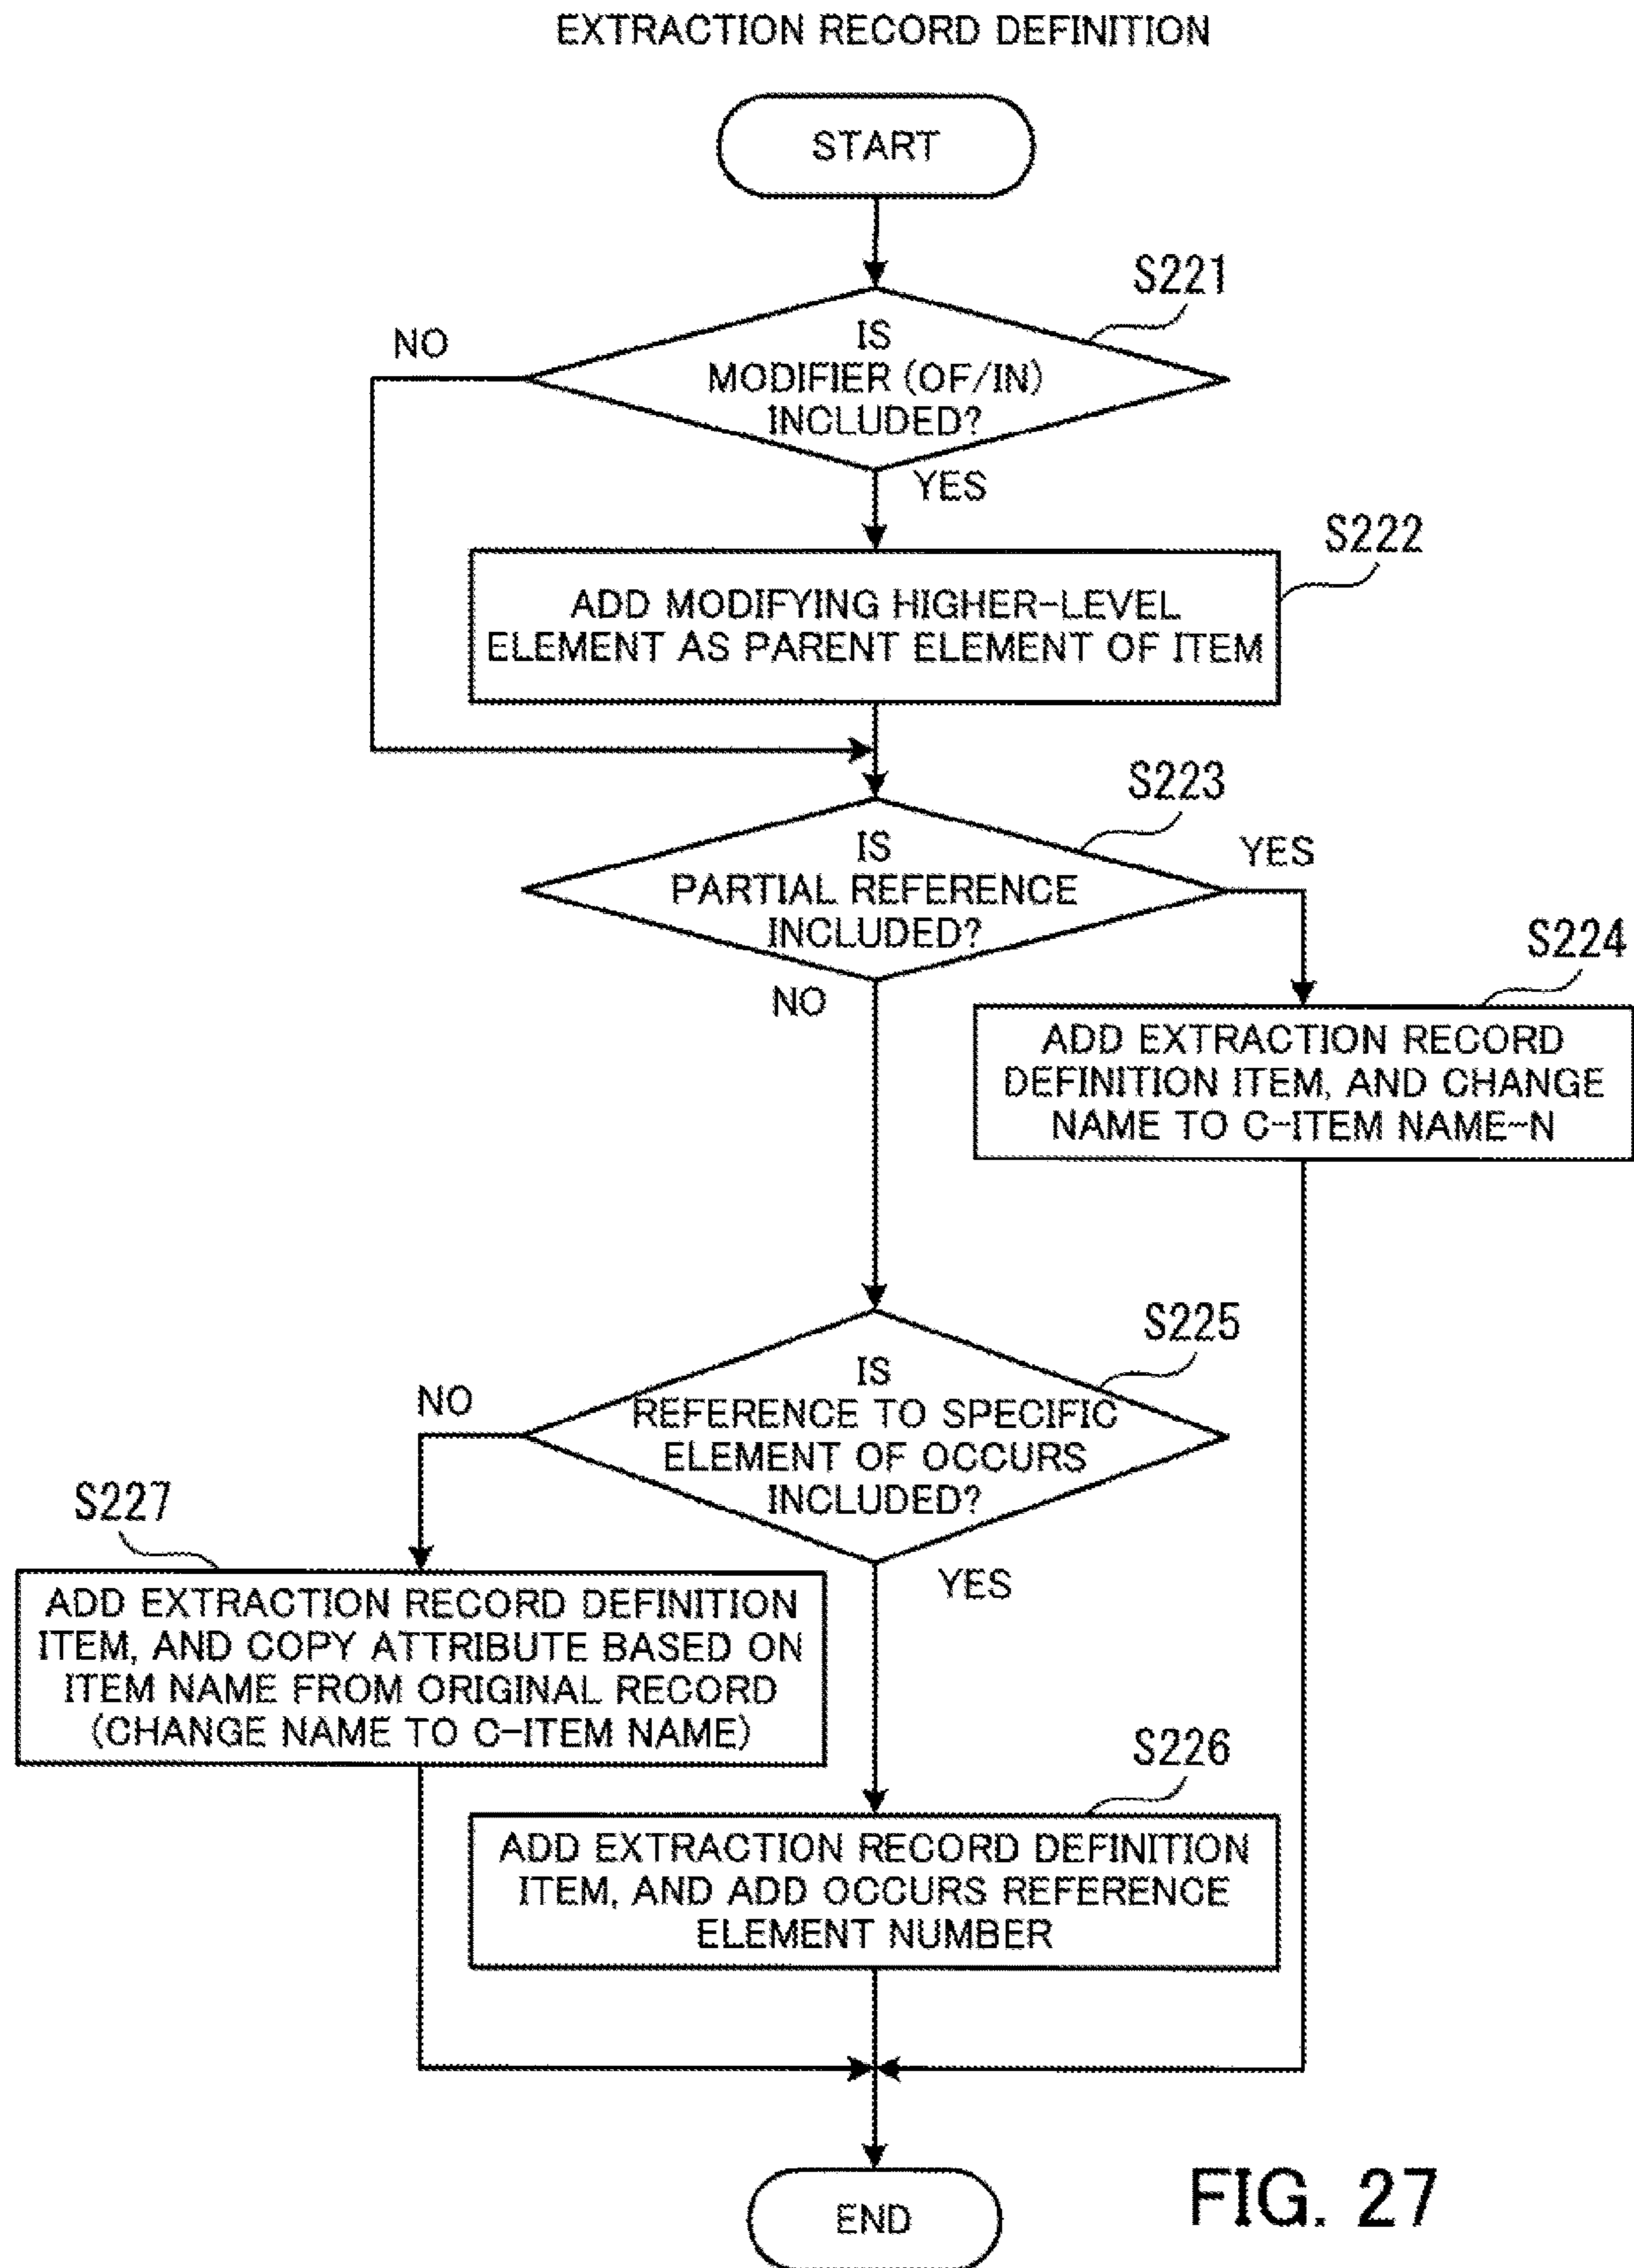 EXTRACTION RECORD DEFINITION
START
S221
NO
IS
MODIFIER (OF/IN)
INCLUDED?
YES
S222
ADD MODIFYING HIGHER-LEVEL
ELEMENT AS PARENT ELEMENT OF ITEM
S223
IS
PARTIAL REFERENCE
INCLUDED?
YES
NO
S224
ADD EXTRACTION RECORD
DEFINITION ITEM, AND CHANGE
NAME TO C-ITEM NAME-N
S225
IS
REFERENCE TO SPECIFIC
ELEMENT OF OCCURS
INCLUDED?
NO
YES
S227
ADD EXTRACTION RECORD DEFINITION
ITEM, AND COPY ATTRIBUTE BASED ON
ITEM NAME FROM ORIGINAL RECORD
(CHANGE NAME TO C-ITEM NAME)
S226
ADD EXTRACTION RECORD DEFINITION
ITEM, AND ADD OCCURS REFERENCE
ELEMENT NUMBER
END
FIG. 27